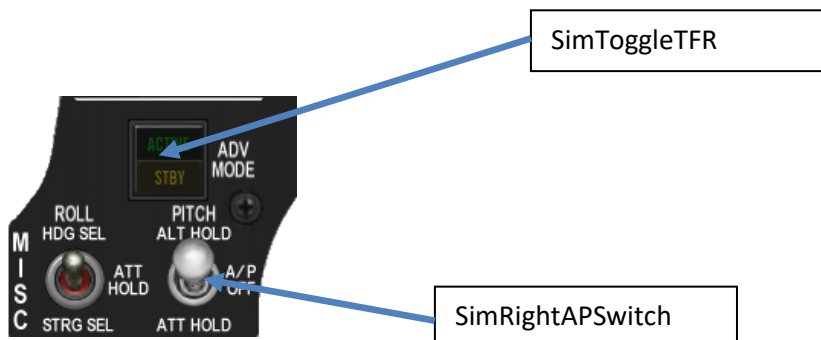 SimToggleTFR
ACTIVE
STBY
ADV
MODE
ROLL
HDG SEL
PITCH
ALT HOLD
MISC
ATT
HOLD
A/P
OFF
STRG SEL
ATT HOLD
SimRightAPSwitch